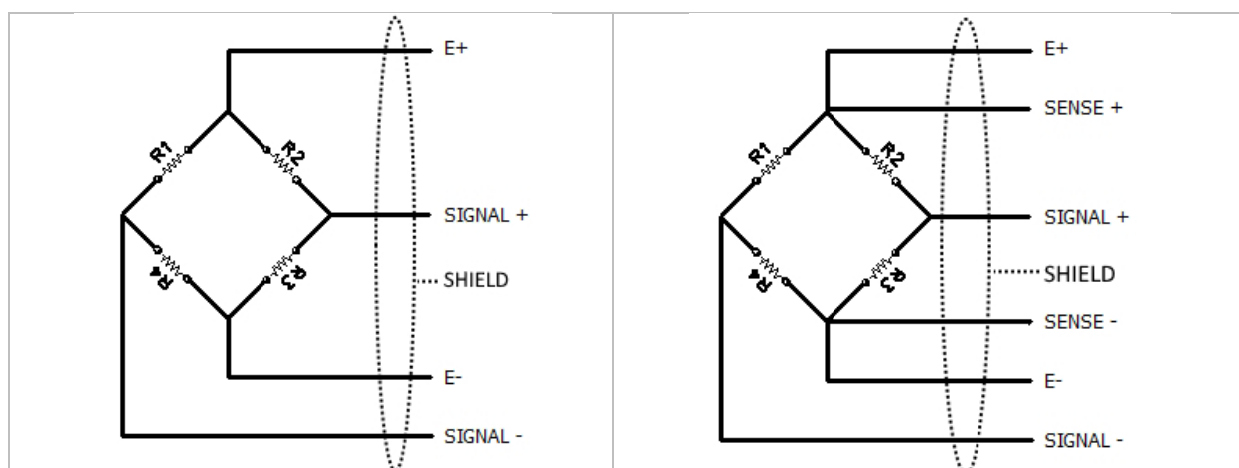 E+
R1
R2
SIGNAL +
R4
R3
SHIELD
E-
SIGNAL -
E+
SENSE +
R1
R2
SIGNAL +
R4
R3
SHIELD
SENSE -
E-
SIGNAL -